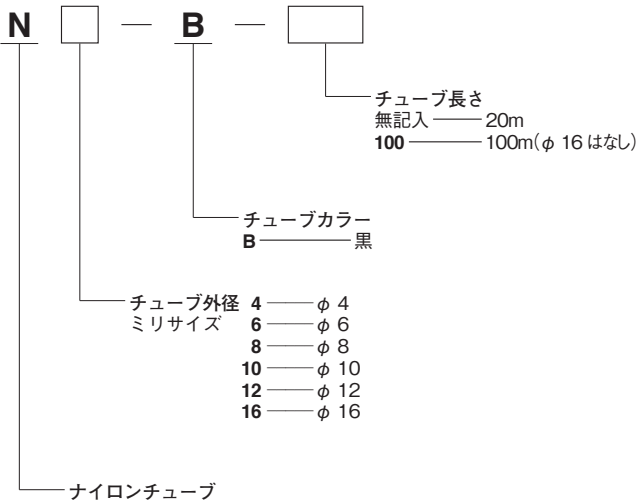 N □ — B — □
チューブ長さ
無記入 —— 20m
100 —— 100m(φ 16 はなし)
チューブカラー
B —— 黒
チューブ外径 4 —— φ 4
ミリサイズ 6 —— φ 6
8 —— φ 8
10 —— φ 10
12 —— φ 12
16 —— φ 16
ナイロンチューブ